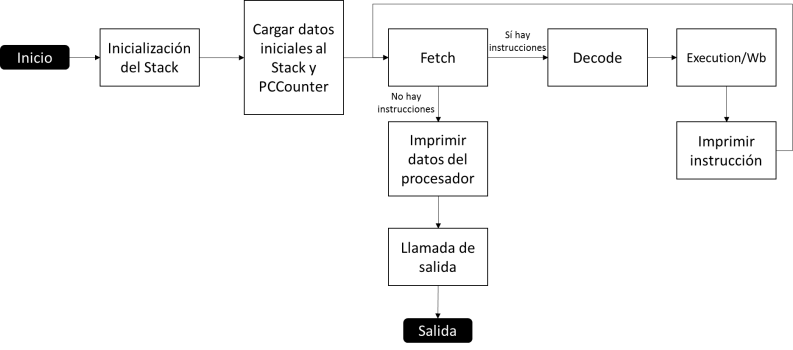 Inicio
Inicialización
del Stack
Cargar datos
iniciales al
Stack y
PCCounter
Fetch
Sí hay
instrucciones
Decode
Execution/Wb
Imprimir
instrucción
No hay
instrucciones
Imprimir
datos del
procesador
Llamada de
salida
Salida